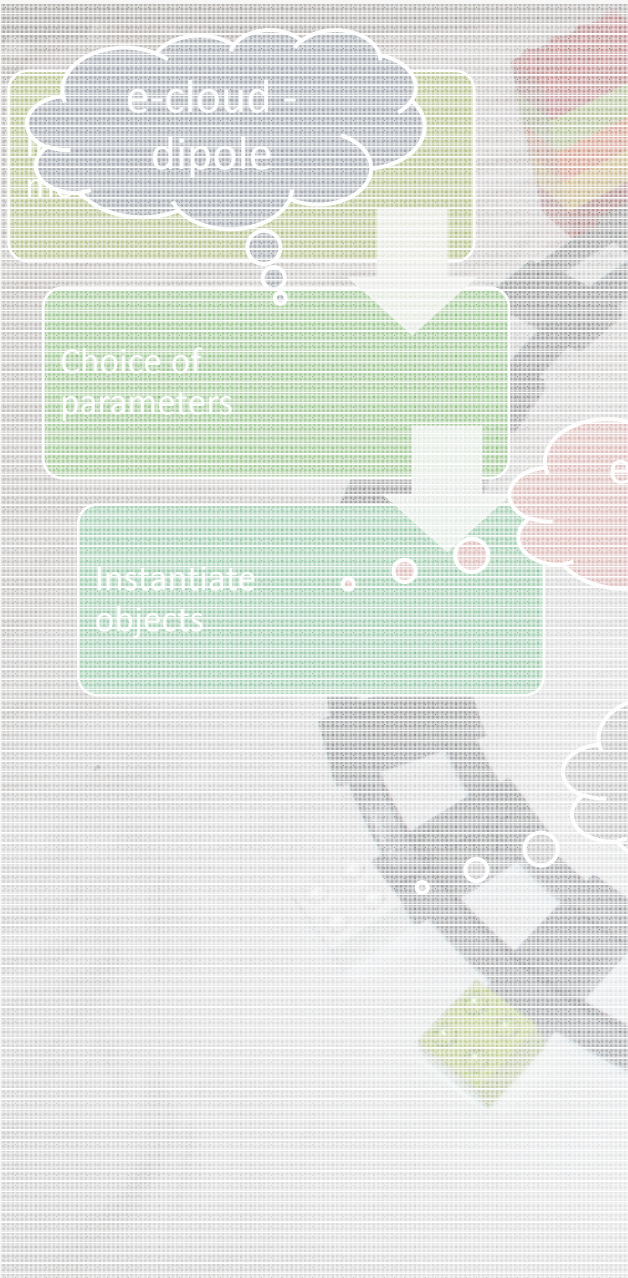 e-cloud -
dipole
Choice of
parameters
Instantiate
objects